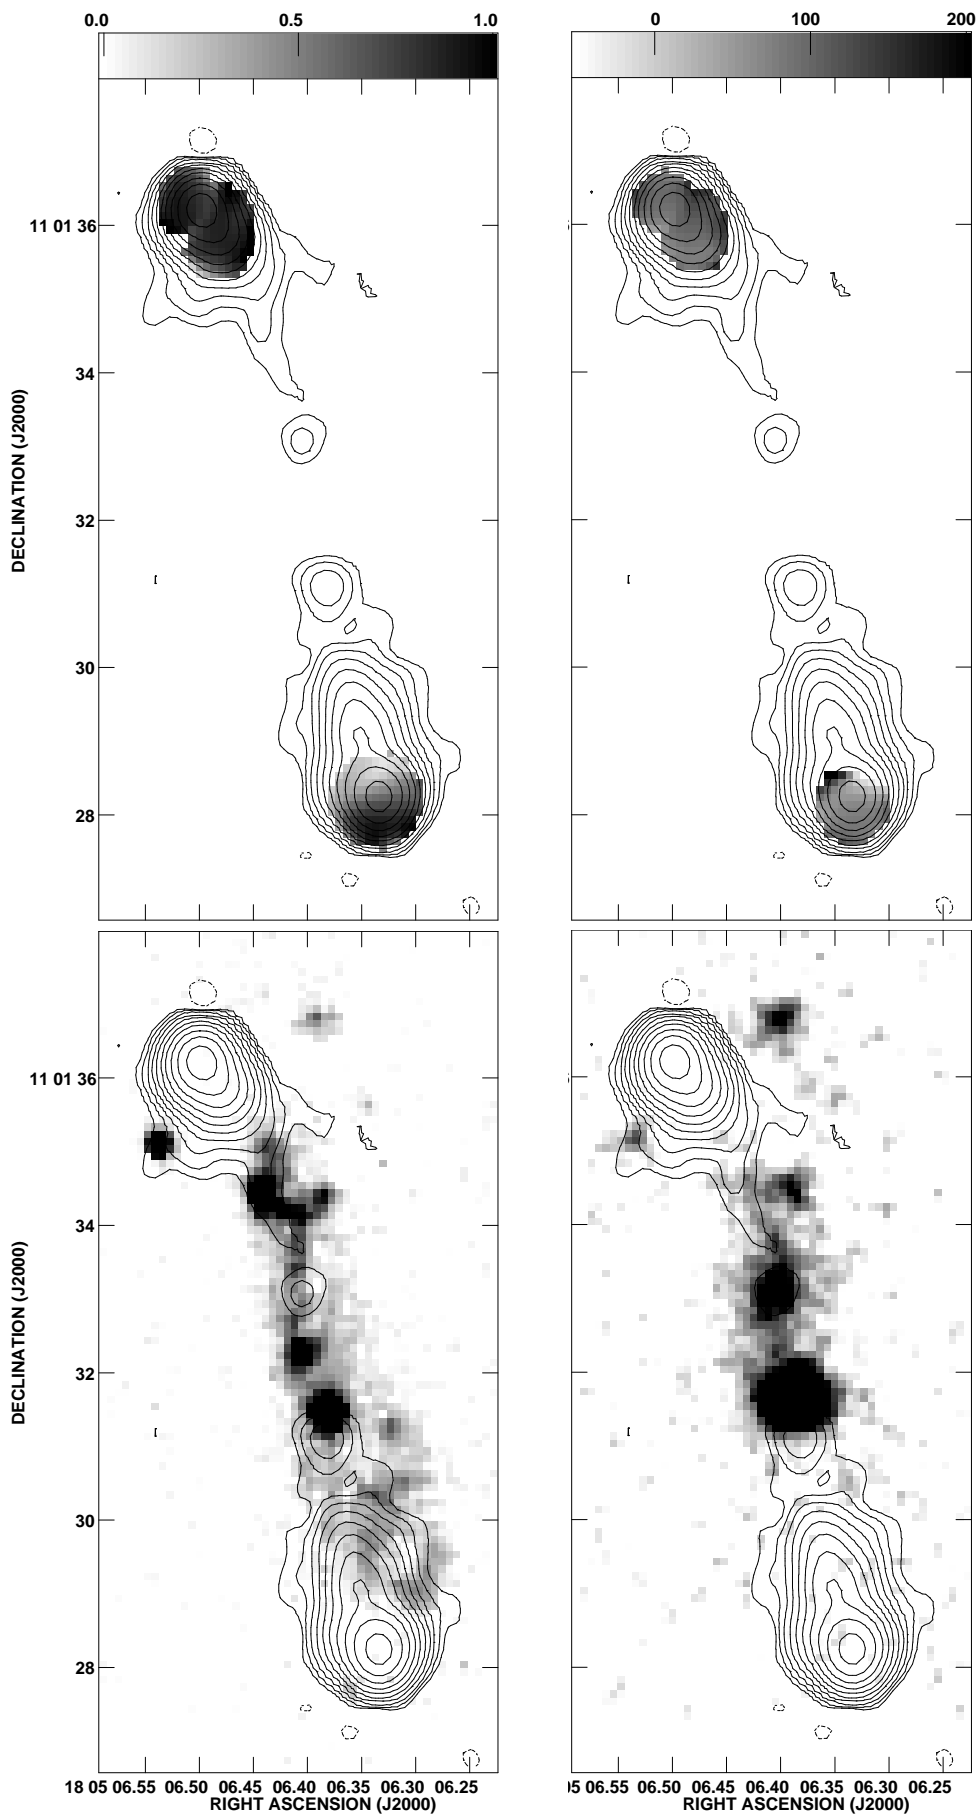 0.0 0.5 1.0
0 100 200
11 01 36
34
32
30
28
DECLINATION (J2000)
11 01 36
34
32
30
28
DECLINATION (J2000)
18 05 06.55 06.50 06.45 06.40 06.35 06.30 06.25
RIGHT ASCENSION (J2000)
06.55 06.50 06.45 06.40 06.35 06.30 06.25
RIGHT ASCENSION (J2000)